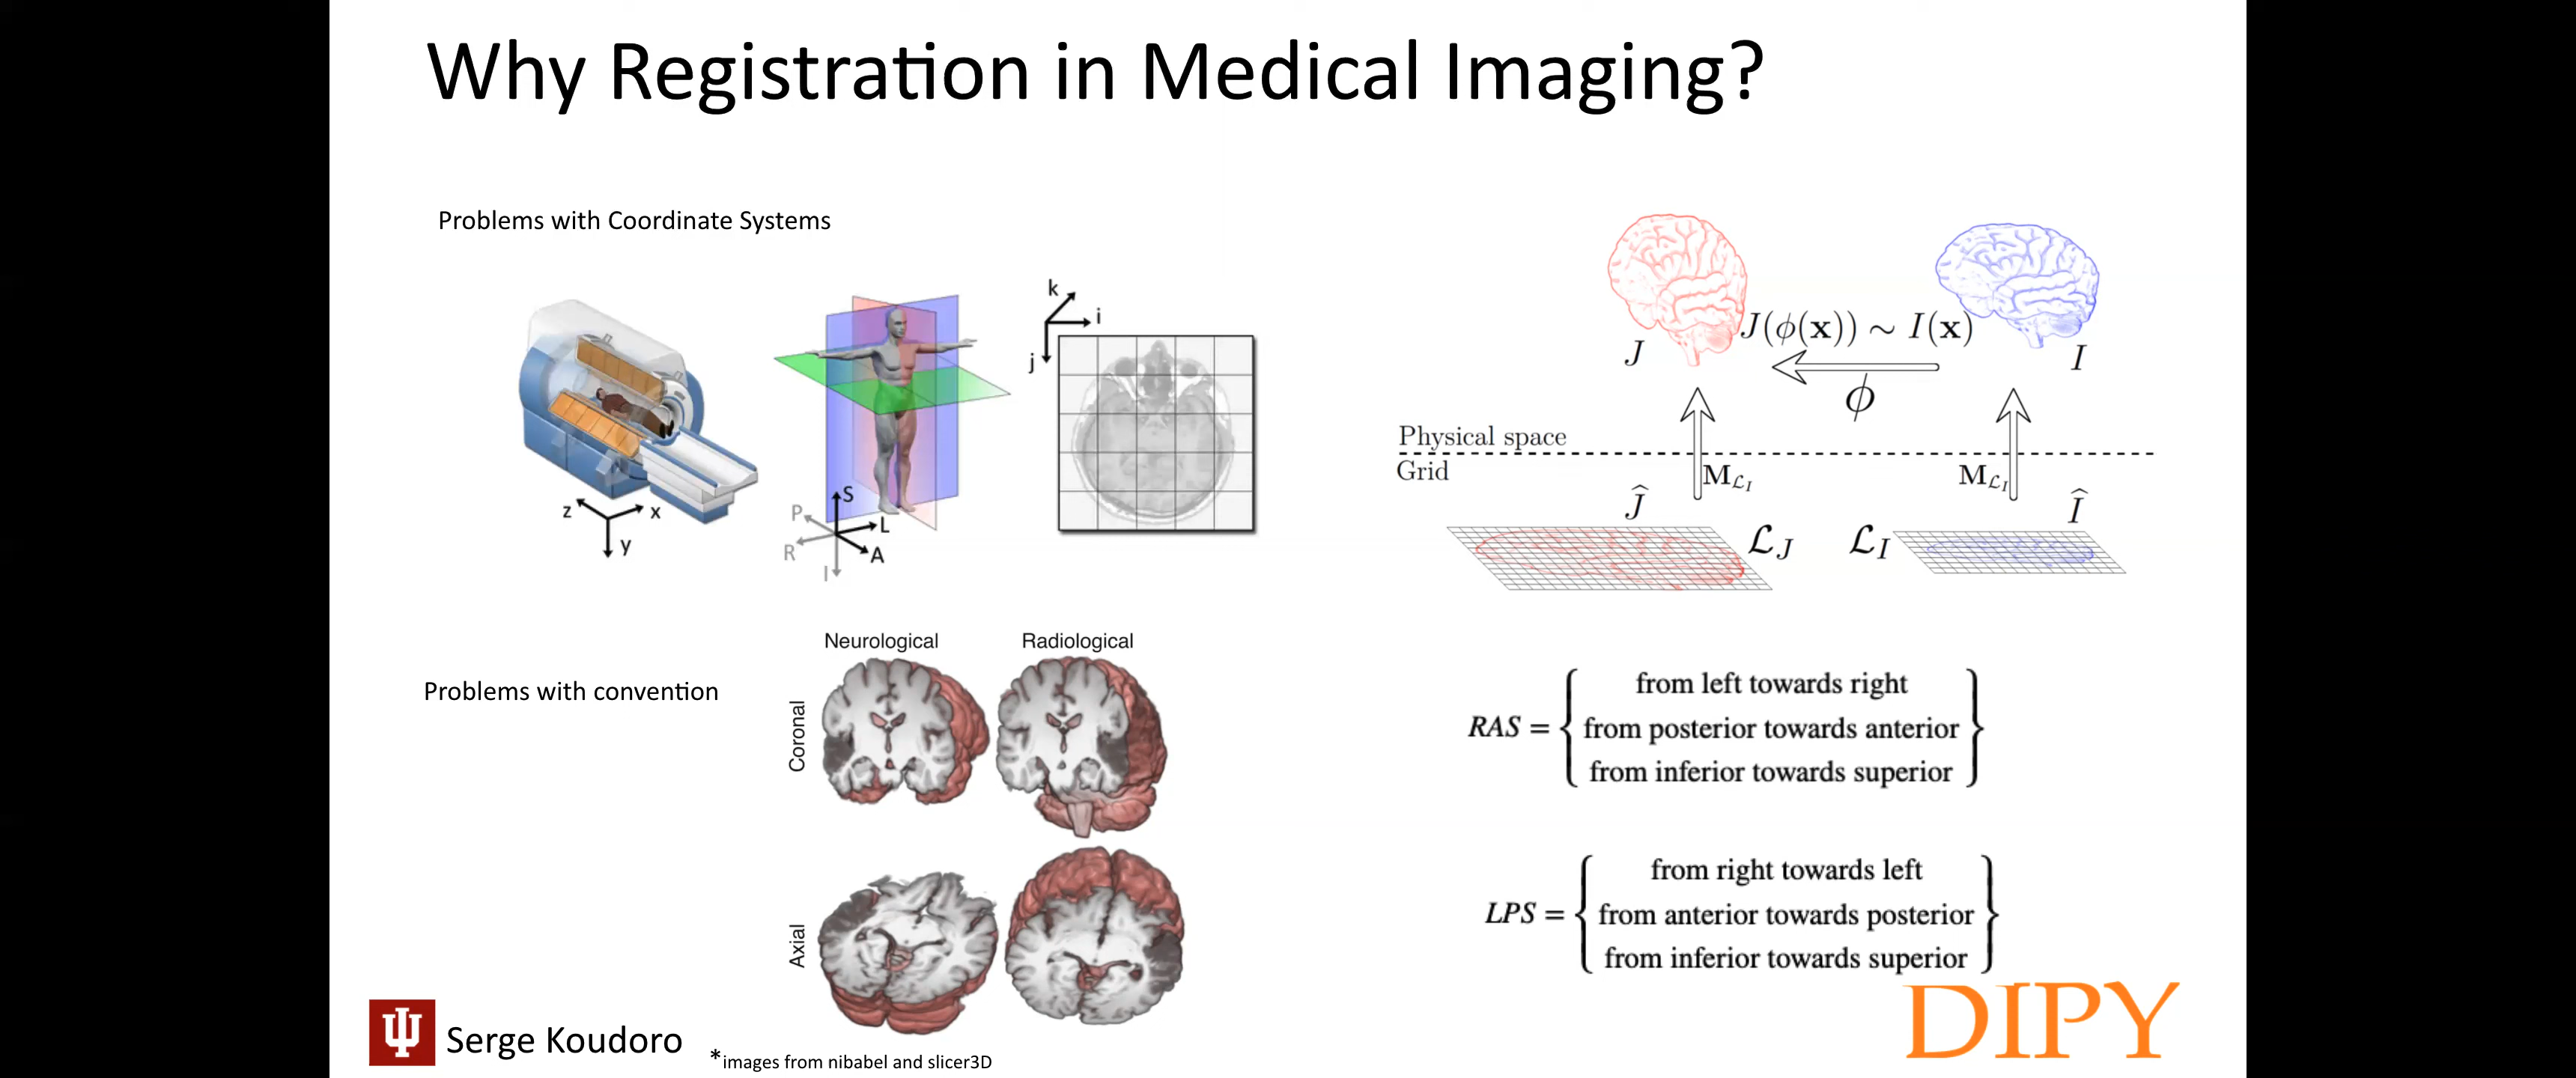 Why Registration in Medical Imaging?
Problems with Coordinate Systems
z
x
y
S
P
L
R
A
I
k
i
j
J(ϕ(x)) ∼ I(x)
J
I
ϕ
Physical space
Grid
M_{ℒ_I}
M_{ℒ_I}
Ĵ
Î
ℒ_J
ℒ_I
Neurological
Radiological
Problems with convention
Coronal
Axial
RAS = { from left towards right
from posterior towards anterior
from inferior towards superior }
LPS = { from right towards left
from anterior towards posterior
from inferior towards superior }
DIPY
Serge Koudoro
*images from nibabel and slicer3D